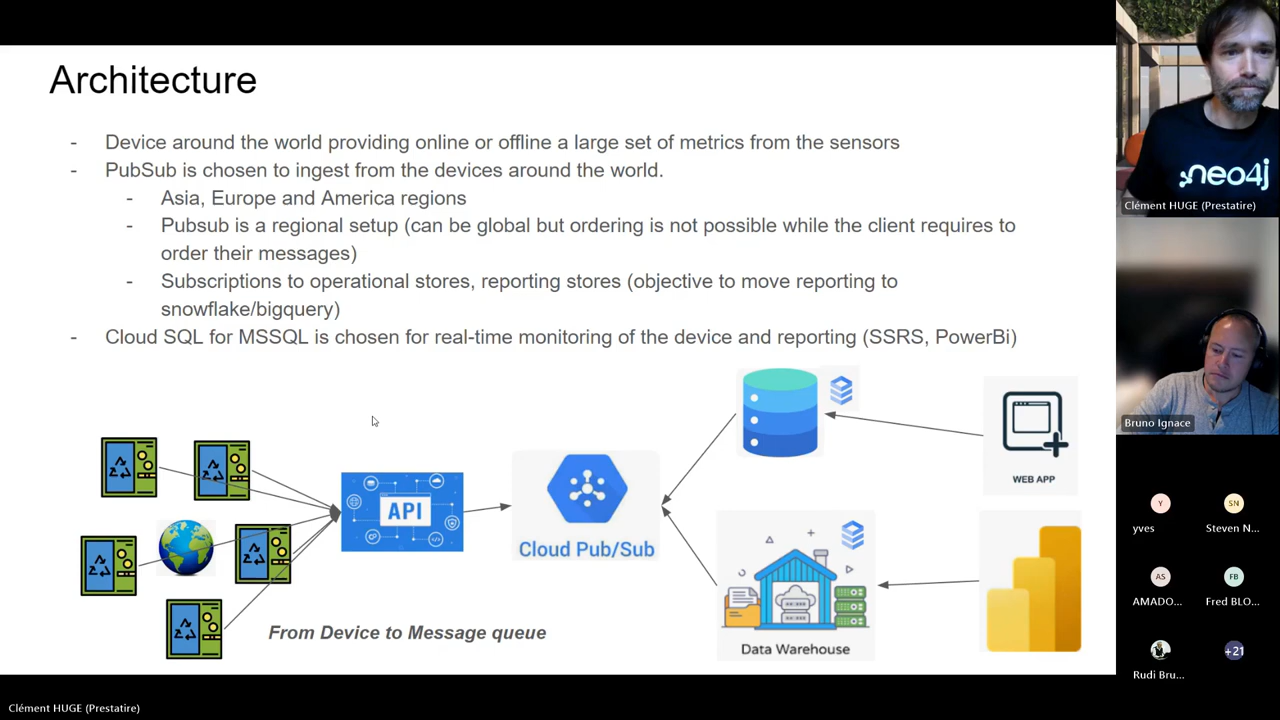 Architecture
- Device around the world providing online or offline a large set of metrics from the sensors
- PubSub is chosen to ingest from the devices around the world.
- Asia, Europe and America regions
- Pubsub is a regional setup (can be global but ordering is not possible while the client requires to
order their messages)
- Subscriptions to operational stores, reporting stores (objective to move reporting to
snowflake/bigquery)
- Cloud SQL for MSSQL is chosen for real-time monitoring of the device and reporting (SSRS, PowerBi)
API
Cloud Pub/Sub
WEB APP
Data Warehouse
From Device to Message queue
neo4j
Clément HUGE (Prestatire)
Bruno Ignace
Y
SN
yves
Steven N...
AS
FB
AMADO...
Fred BLO...
+21
Rudi Bru...
Clément HUGE (Prestatire)